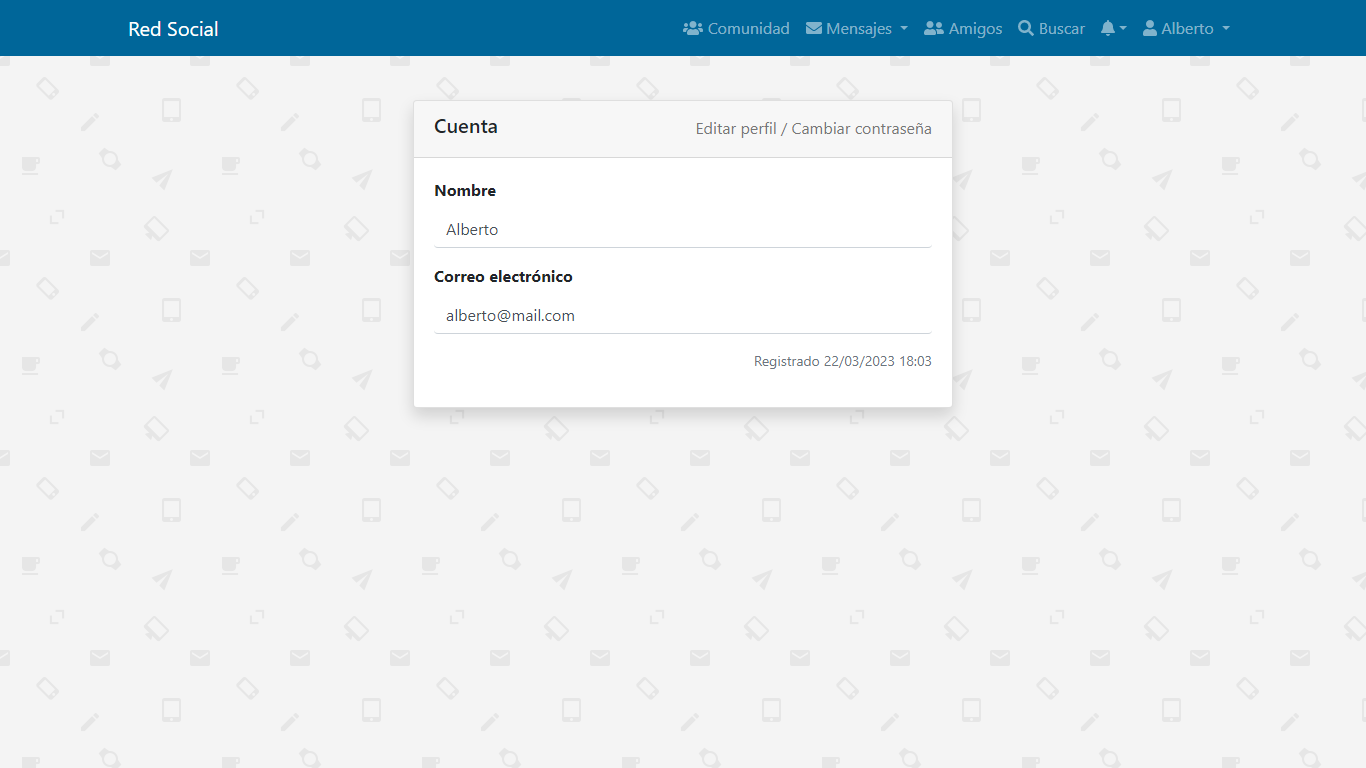 Red Social
Comunidad Mensajes Amigos Buscar Alberto
Cuenta
Editar perfil / Cambiar contraseña
Nombre
Alberto
Correo electrónico
alberto@mail.com
Registrado 22/03/2023 18:03